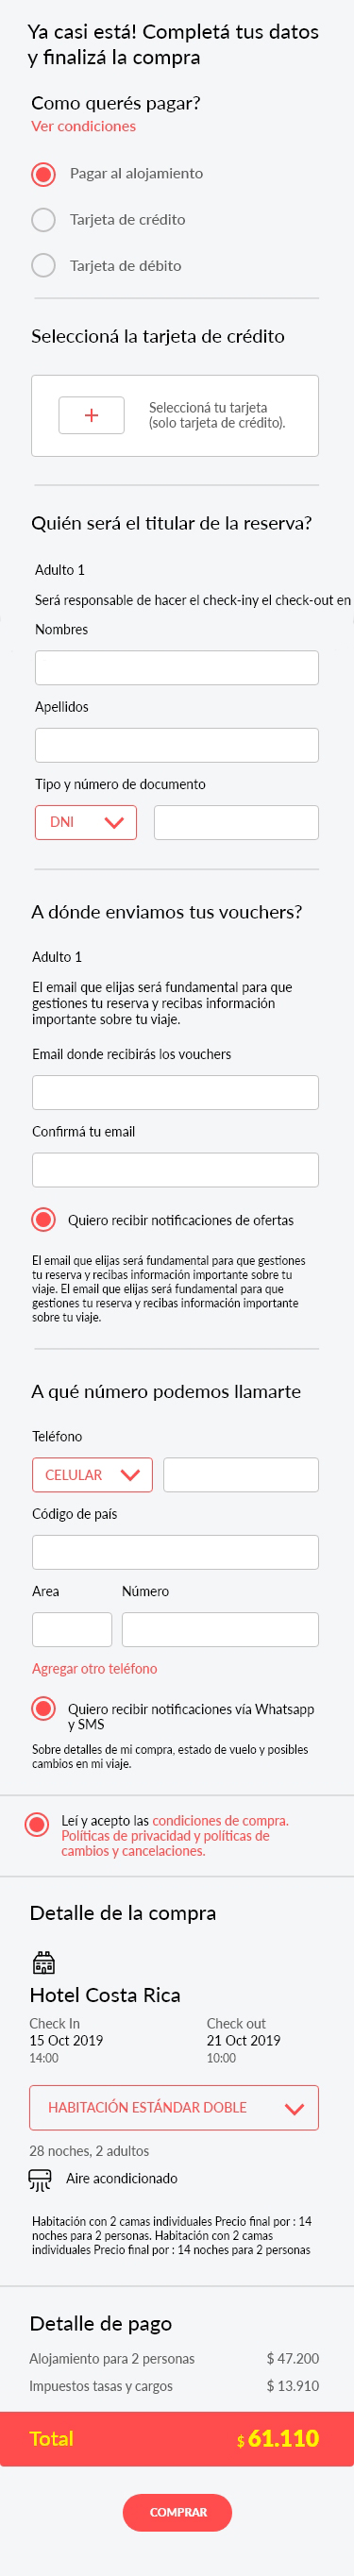 Ya casi está! Completá tus datos
y finalizá la compra
Como querés pagar?
Ver condiciones
Pagar al alojamiento
Tarjeta de crédito
Tarjeta de débito
Seleccioná la tarjeta de crédito
+
Seleccioná tu tarjeta
(solo tarjeta de crédito).
Quién será el titular de la reserva?
Adulto 1
Será responsable de hacer el check-iny el check-out en
Nombres
Apellidos
Tipo y número de documento
DNI
A dónde enviamos tus vouchers?
Adulto 1
El email que elijas será fundamental para que
gestiones tu reserva y recibas información
importante sobre tu viaje.
Email donde recibirás los vouchers
Confirmá tu email
Quiero recibir notificaciones de ofertas
El email que elijas será fundamental para que gestiones
tu reserva y recibas información importante sobre tu
viaje. El email que elijas será fundamental para que
gestiones tu reserva y recibas información importante
sobre tu viaje.
A qué número podemos llamarte
Teléfono
CELULAR
Código de país
Area Número
Agregar otro teléfono
Quiero recibir notificaciones vía Whatsapp
y SMS
Sobre detalles de mi compra, estado de vuelo y posibles
cambios en mi viaje.
Leí y acepto las condiciones de compra.
Políticas de privacidad y políticas de
cambios y cancelaciones.
Detalle de la compra
Hotel Costa Rica
Check In Check out
15 Oct 2019 21 Oct 2019
14:00 10:00
HABITACIÓN ESTÁNDAR DOBLE
28 noches, 2 adultos
Aire acondicionado
Habitación con 2 camas individuales Precio final por : 14
noches para 2 personas. Habitación con 2 camas
individuales Precio final por : 14 noches para 2 personas
Detalle de pago
Alojamiento para 2 personas $ 47.200
Impuestos tasas y cargos $ 13.910
Total $ 61.110
COMPRAR